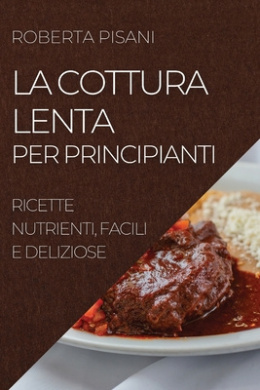 ROBERTA PISANI
LA COTTURA
LENTA
PER PRINCIPIANTI
RICETTE
NUTRIENTI, FACILI
E DELIZIOSE